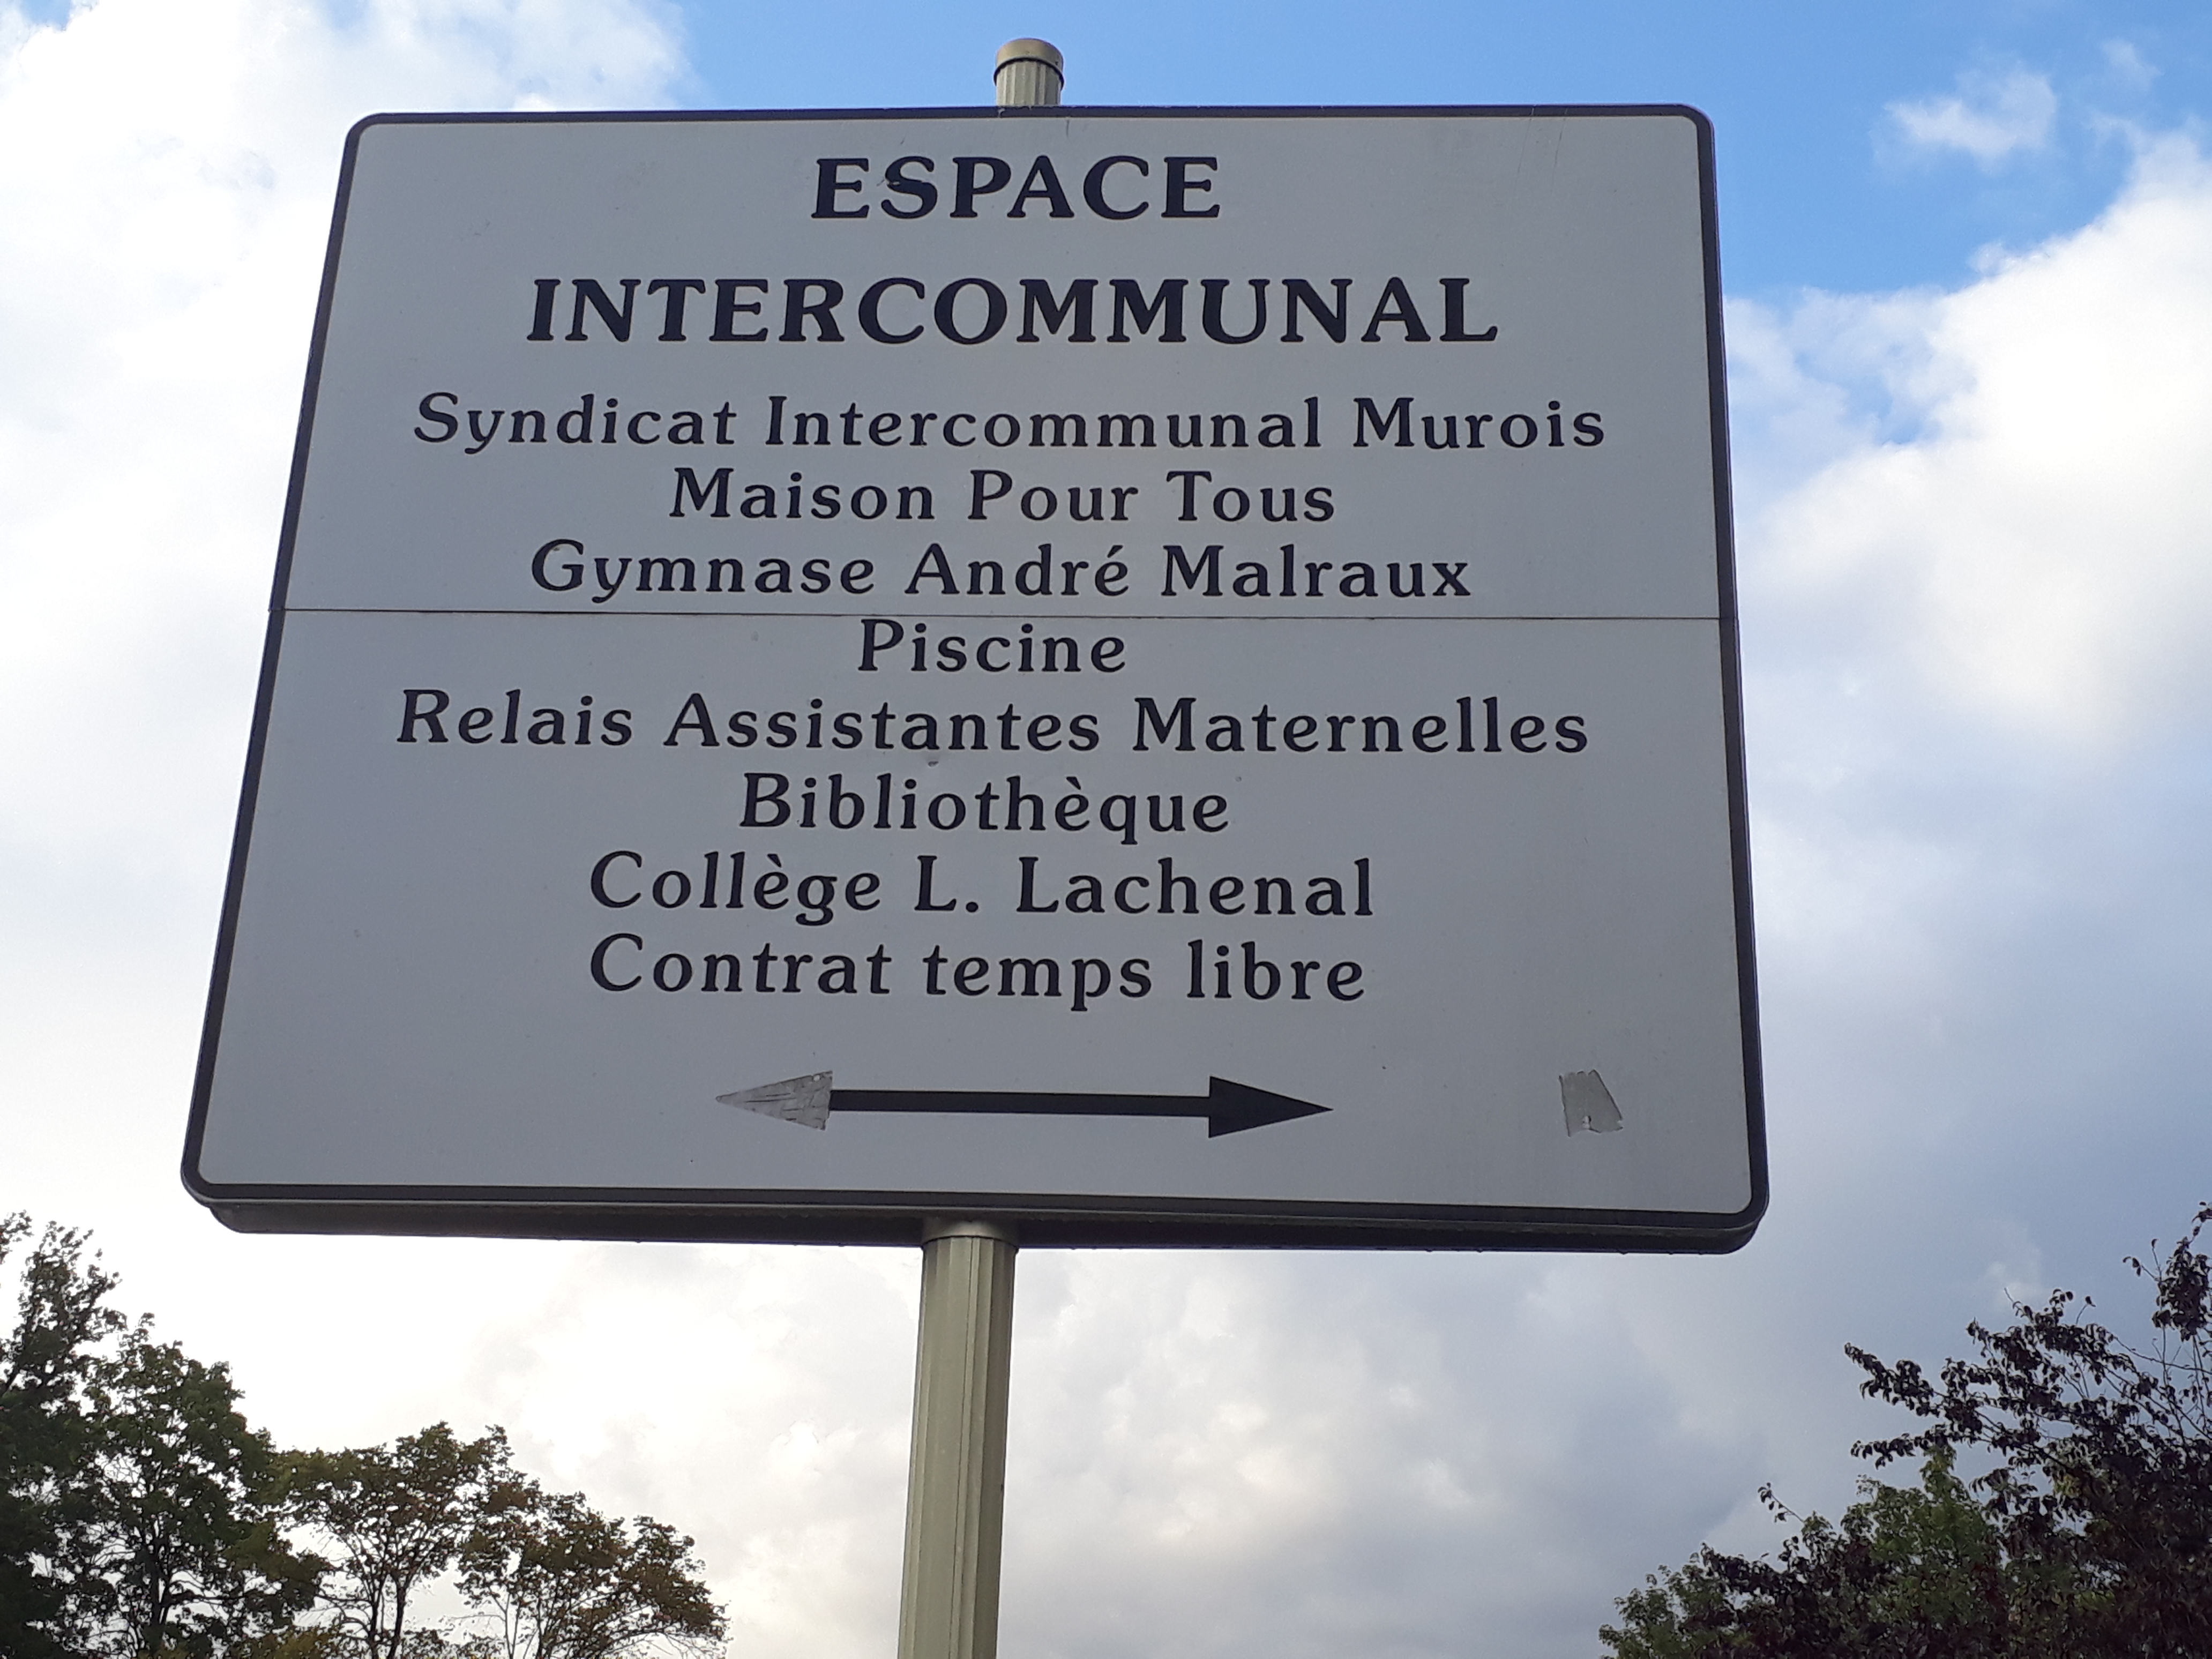 ESPACE
INTERCOMMUNAL
Syndicat Intercommunal Murois
Maison Pour Tous
Gymnase André Malraux
Piscine
Relais Assistantes Maternelles
Bibliothèque
Collège L. Lachenal
Contrat temps libre